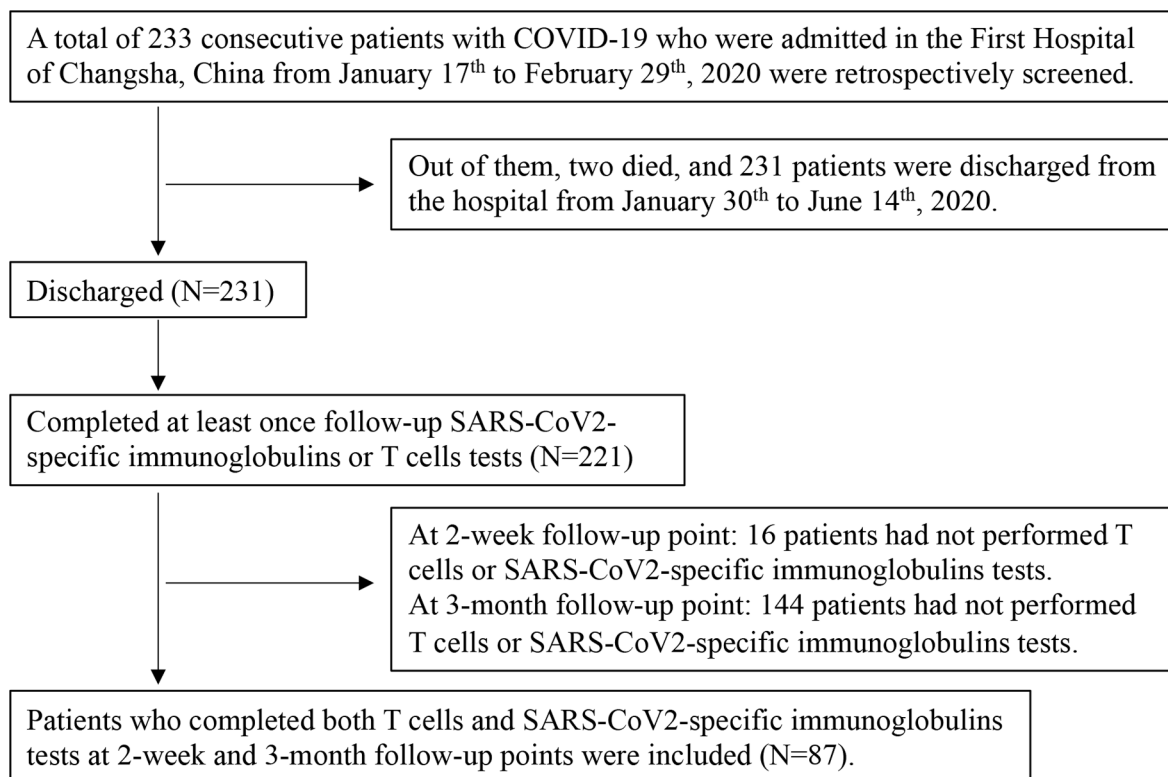 A total of 233 consecutive patients with COVID-19 who were admitted in the First Hospital
of Changsha, China from January 17th to February 29th, 2020 were retrospectively screened.
Out of them, two died, and 231 patients were discharged from
the hospital from January 30th to June 14th, 2020.
Discharged (N=231)
Completed at least once follow-up SARS-CoV2-
specific immunoglobulins or T cells tests (N=221)
At 2-week follow-up point: 16 patients had not performed T
cells or SARS-CoV2-specific immunoglobulins tests.
At 3-month follow-up point: 144 patients had not performed
T cells or SARS-CoV2-specific immunoglobulins tests.
Patients who completed both T cells and SARS-CoV2-specific immunoglobulins
tests at 2-week and 3-month follow-up points were included (N=87).